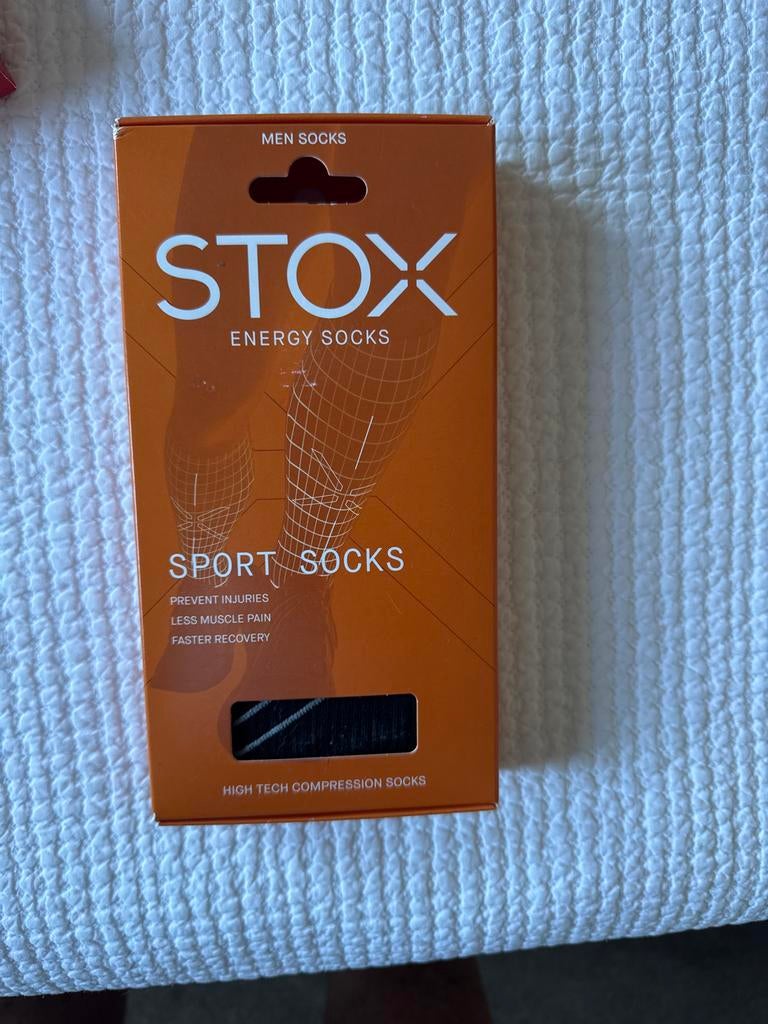 MEN SOCKS
STOX
ENERGY SOCKS
SPORT SOCKS
PREVENT INJURIES
LESS MUSCLE PAIN
FASTER RECOVERY
HIGH TECH COMPRESSION SOCKS